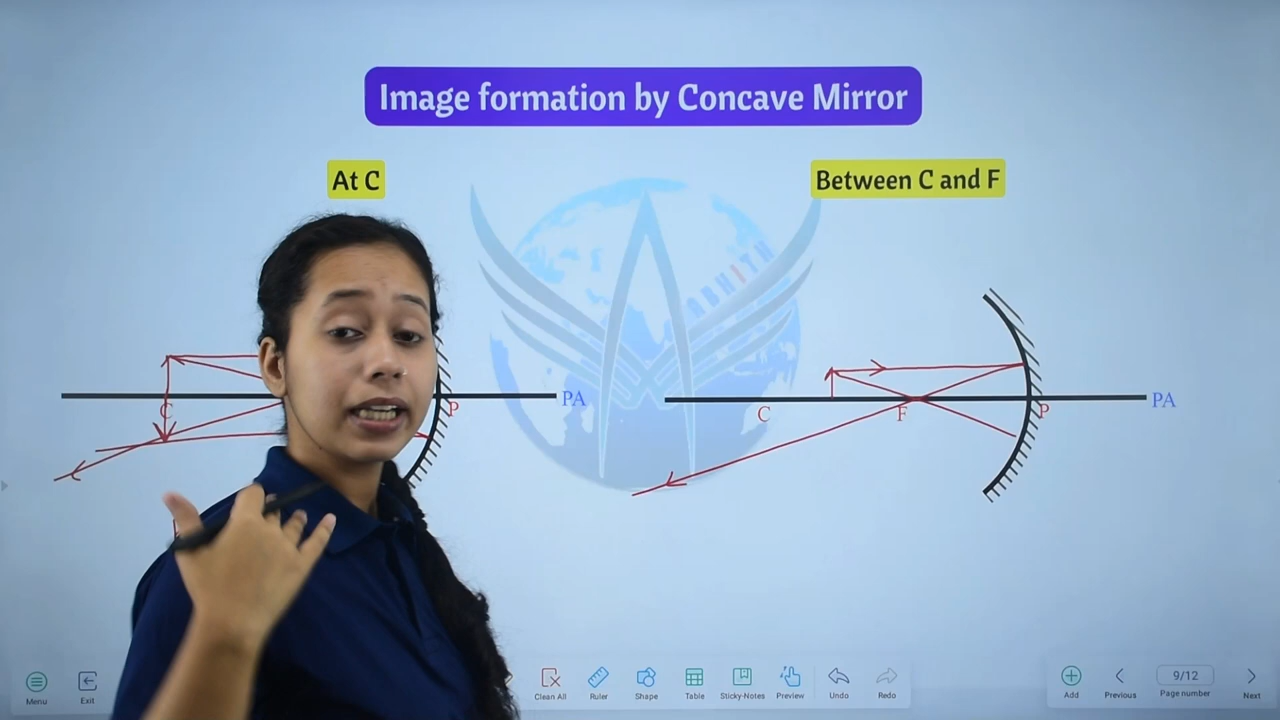 Image formation by Concave Mirror
At C
Between C and F
ABHITH
C
P
PA
C
F
P
PA
Menu
Exit
Clean All
Ruler
Shape
Table
Sticky-Notes
Preview
Undo
Redo
Add
Previous
9/12
Page number
Next